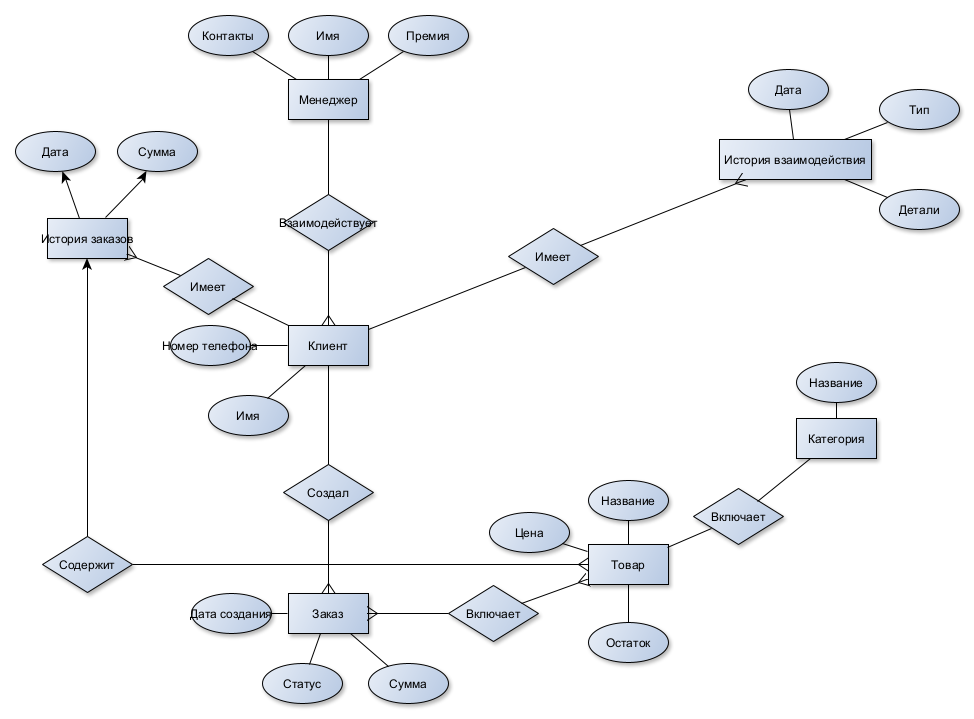 Контакты
Имя
Премия
Менеджер
Дата
Тип
История взаимодействия
Детали
Дата
Сумма
История заказов
Взаимодействует
Имеет
Имеет
Номер телефона
Клиент
Имя
Название
Категория
Создал
Название
Включает
Цена
Товар
Содержит
Дата создания
Заказ
Включает
Остаток
Статус
Сумма